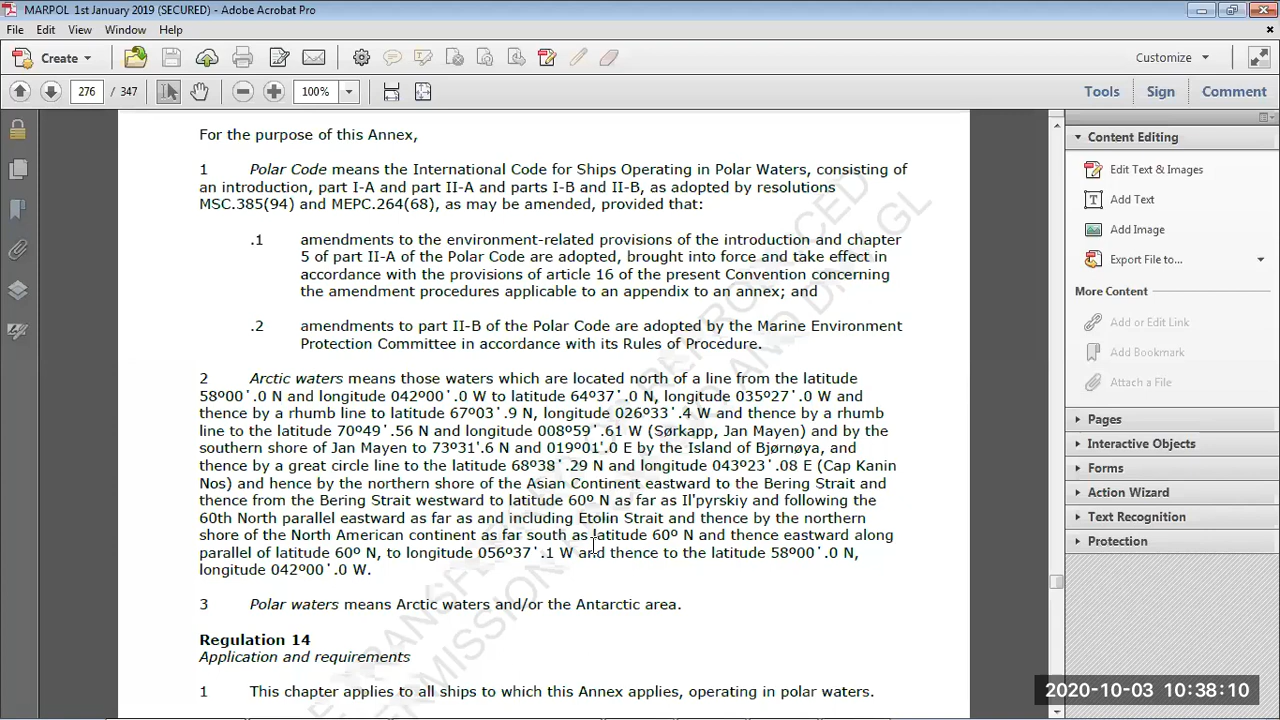 MARPOL 1st January 2019 (SECURED) - Adobe Acrobat Pro
File Edit View Window Help
Create Customize
276 / 347 100% Tools Sign Comment
For the purpose of this Annex,
1 Polar Code means the International Code for Ships Operating in Polar Waters, consisting of
an introduction, part I-A and part II-A and parts I-B and II-B, as adopted by resolutions
MSC.385(94) and MEPC.264(68), as may be amended, provided that:
.1 amendments to the environment-related provisions of the introduction and chapter
5 of part II-A of the Polar Code are adopted, brought into force and take effect in
accordance with the provisions of article 16 of the present Convention concerning
the amendment procedures applicable to an appendix to an annex; and
.2 amendments to part II-B of the Polar Code are adopted by the Marine Environment
Protection Committee in accordance with its Rules of Procedure.
2 Arctic waters means those waters which are located north of a line from the latitude
58º00΄.0 N and longitude 042º00΄.0 W to latitude 64º37΄.0 N, longitude 035º27΄.0 W and
thence by a rhumb line to latitude 67º03΄.9 N, longitude 026º33΄.4 W and thence by a rhumb
line to the latitude 70º49΄.56 N and longitude 008º59΄.61 W (Sørkapp, Jan Mayen) and by the
southern shore of Jan Mayen to 73º31'.6 N and 019º01'.0 E by the Island of Bjørnøya, and
thence by a great circle line to the latitude 68º38΄.29 N and longitude 043º23΄.08 E (Cap Kanin
Nos) and hence by the northern shore of the Asian Continent eastward to the Bering Strait and
thence from the Bering Strait westward to latitude 60º N as far as Il'pyrskiy and following the
60th North parallel eastward as far as and including Etolin Strait and thence by the northern
shore of the North American continent as far south as latitude 60º N and thence eastward along
parallel of latitude 60º N, to longitude 056º37΄.1 W and thence to the latitude 58º00΄.0 N,
longitude 042º00΄.0 W.
3 Polar waters means Arctic waters and/or the Antarctic area.
Regulation 14
Application and requirements
1 This chapter applies to all ships to which this Annex applies, operating in polar waters.
Content Editing
Edit Text & Images
Add Text
Add Image
Export File to...
More Content
Add or Edit Link
Add Bookmark
Attach a File
Pages
Interactive Objects
Forms
Action Wizard
Text Recognition
Protection
2020-10-03 10:38:10